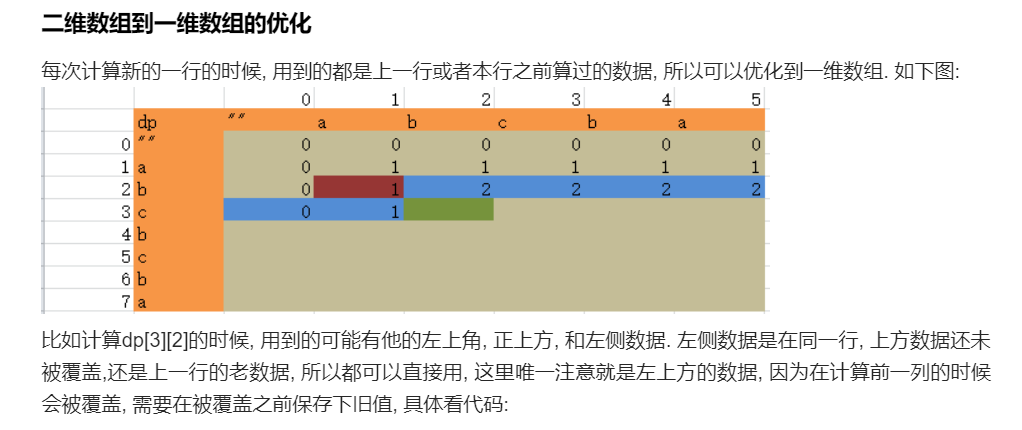 二维数组到一维数组的优化
每次计算新的一行的时候, 用到的都是上一行或者本行之前算过的数据, 所以可以优化到一维数组. 如下图:
0 1 2 3 4 5
dp "" a b c b a
0 "" 0 0 0 0 0 0
1 a 0 1 1 1 1 1
2 b 0 1 2 2 2 2
3 c 0 1
4 b
5 c
6 b
7 a
比如计算dp[3][2]的时候, 用到的可能有他的左上角, 正上方, 和左侧数据. 左侧数据是在同一行, 上方数据还未
被覆盖,还是上一行的老数据, 所以都可以直接用, 这里唯一注意就是左上方的数据, 因为在计算前一列的时候
会被覆盖, 需要在被覆盖之前保存下旧值, 具体看代码: